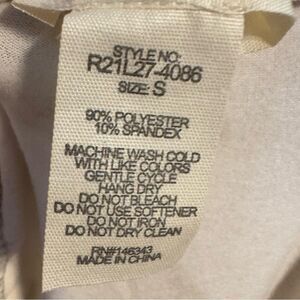 STYLE NO:
R21L27-4086
SIZE: S
90% POLYESTER
10% SPANDEX
MACHINE WASH COLD
WITH LIKE COLORS
GENTLE CYCLE
HANG DRY
DO NOT BLEACH
DO NOT USE SOFTENER
DO NOT IRON
DO NOT DRY CLEAN
RN#146343
MADE IN CHINA